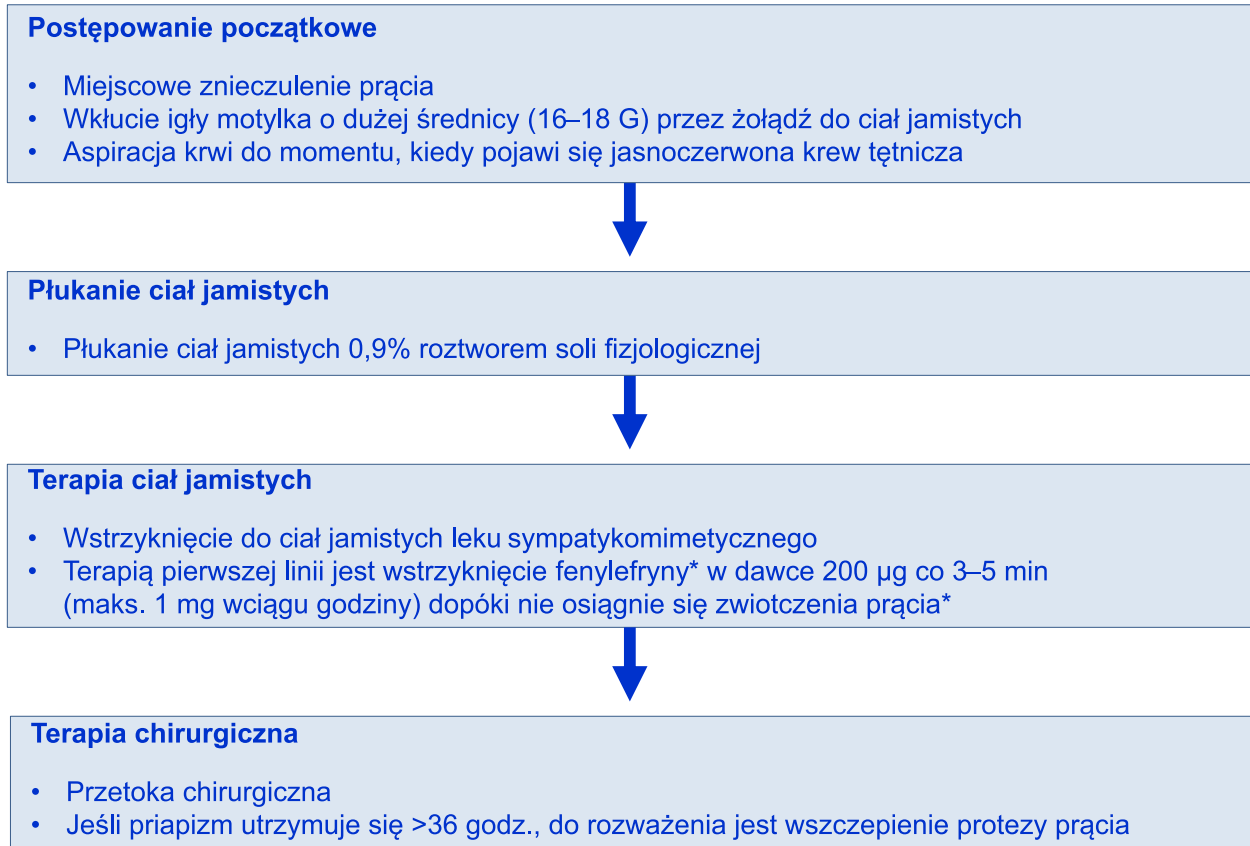 Postępowanie początkowe
• Miejscowe znieczulenie prącia
• Wkłucie igły motylka o dużej średnicy (16–18 G) przez żołądź do ciał jamistych
• Aspiracja krwi do momentu, kiedy pojawi się jasnoczerwona krew tętnicza
Płukanie ciał jamistych
• Płukanie ciał jamistych 0,9% roztworem soli fizjologicznej
Terapia ciał jamistych
• Wstrzyknięcie do ciał jamistych leku sympatykomimetycznego
• Terapią pierwszej linii jest wstrzyknięcie fenylefryny* w dawce 200 µg co 3–5 min
(maks. 1 mg wciągu godziny) dopóki nie osiągnie się zwiotczenia prącia*
Terapia chirurgiczna
• Przetoka chirurgiczna
• Jeśli priapizm utrzymuje się >36 godz., do rozważenia jest wszczepienie protezy prącia